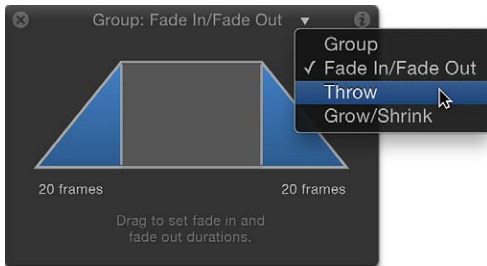 Group: Fade In/Fade Out
Group
✓ Fade In/Fade Out
Throw
Grow/Shrink
20 frames
20 frames
Drag to set fade in and
fade out durations.